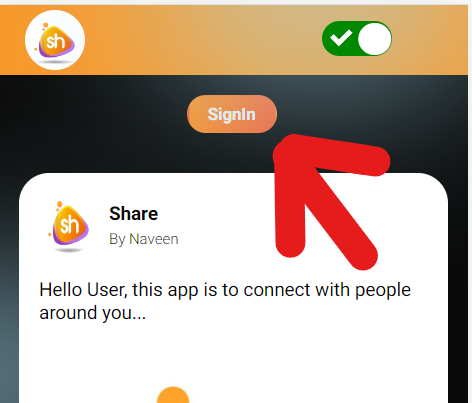 sh
SignIn
sh
Share
By Naveen
Hello User, this app is to connect with people
around you...